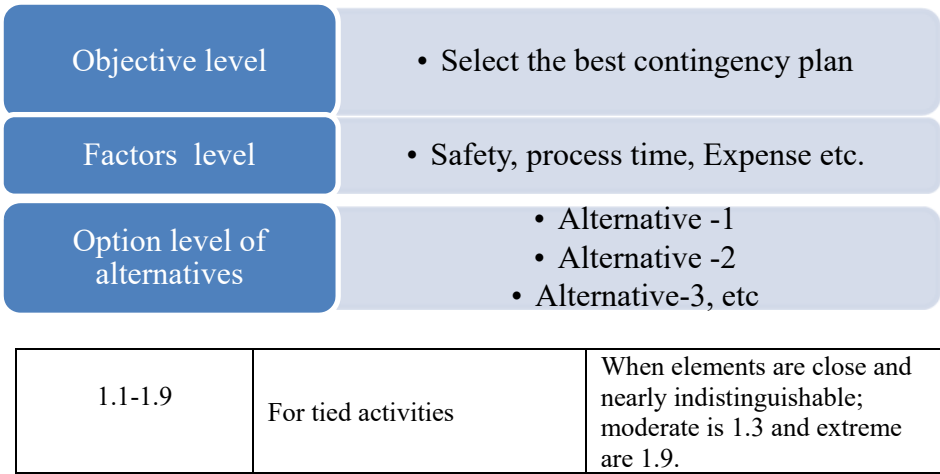 Objective level
• Select the best contingency plan
Factors level
• Safety, process time, Expense etc.
Option level of
alternatives
• Alternative -1
• Alternative -2
• Alternative-3, etc
1.1-1.9
For tied activities
When elements are close and
nearly indistinguishable;
moderate is 1.3 and extreme
are 1.9.